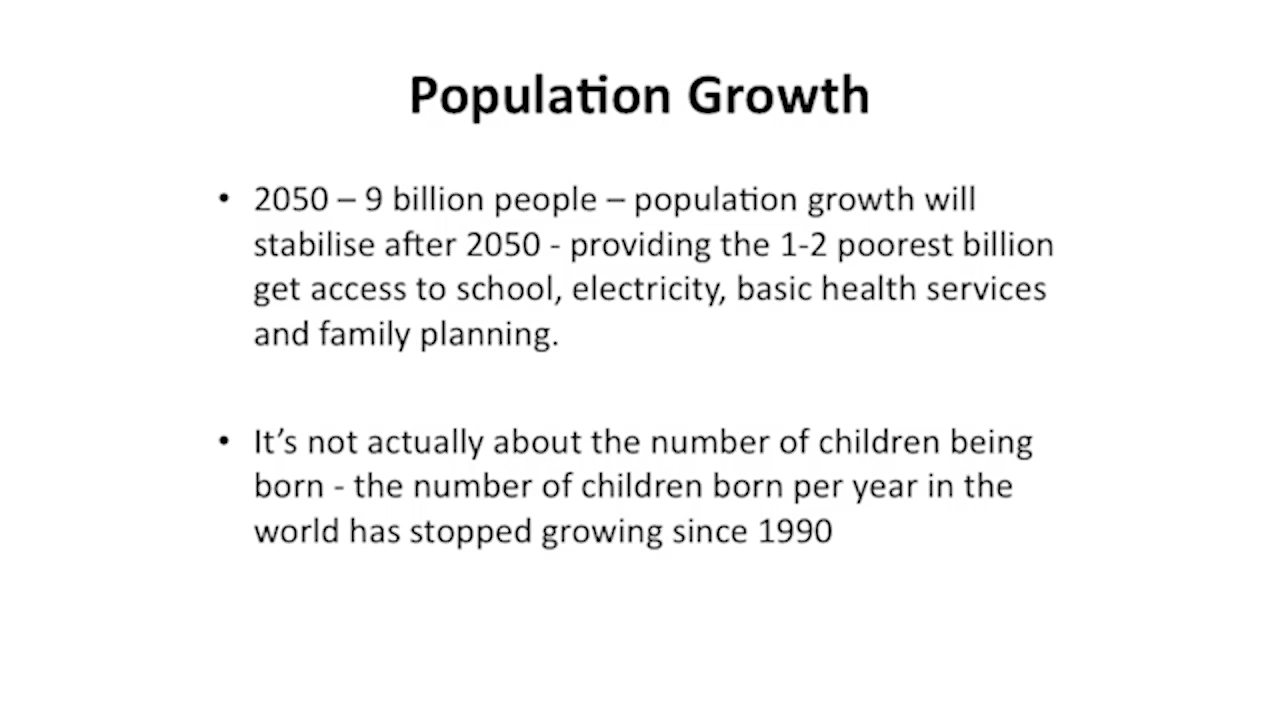 Population Growth
• 2050 – 9 billion people – population growth will
stabilise after 2050 - providing the 1-2 poorest billion
get access to school, electricity, basic health services
and family planning.
• It’s not actually about the number of children being
born - the number of children born per year in the
world has stopped growing since 1990